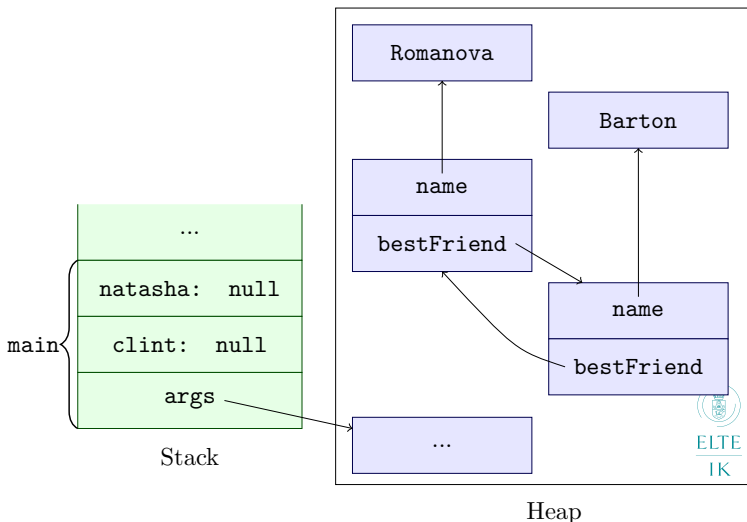 Romanova
Barton
name
bestFriend
name
bestFriend
...
natasha: null
clint: null
args
main
Stack
...
Heap
ELTE
IK